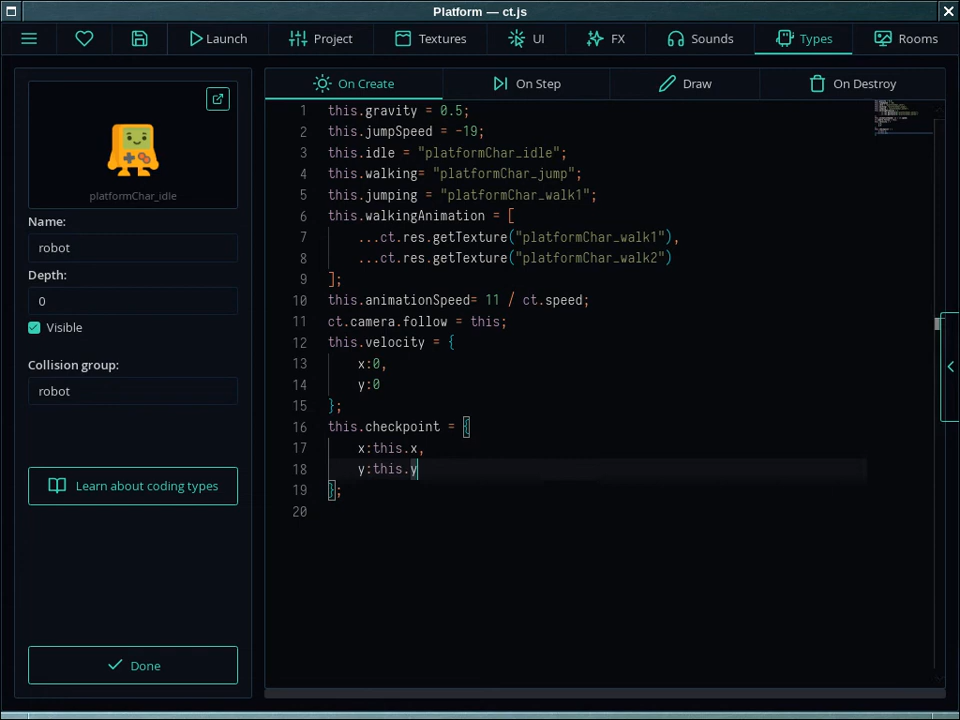 Platform — ct.js
Launch
Project
Textures
UI
FX
Sounds
Types
Rooms
platformChar_idle
Name:
robot
Depth:
0
Visible
Collision group:
robot
Learn about coding types
Done
On Create
On Step
Draw
On Destroy
1 this.gravity = 0.5;
2 this.jumpSpeed = -19;
3 this.idle = "platformChar_idle";
4 this.walking= "platformChar_jump";
5 this.jumping = "platformChar_walk1";
6 this.walkingAnimation = [
7 ...ct.res.getTexture("platformChar_walk1"),
8 ...ct.res.getTexture("platformChar_walk2")
9 ];
10 this.animationSpeed= 11 / ct.speed;
11 ct.camera.follow = this;
12 this.velocity = {
13 x:0,
14 y:0
15 };
16 this.checkpoint = {
17 x:this.x,
18 y:this.y
19 };
20